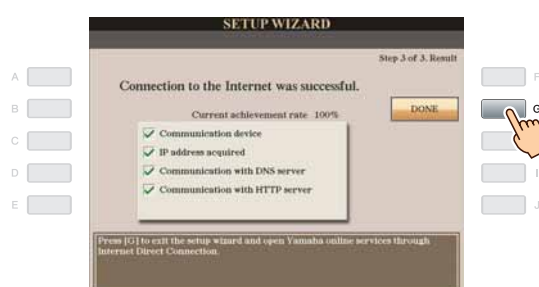 SETUP WIZARD
Step 3 of 3. Result
Connection to the Internet was successful.
Current achievement rate 100%
DONE
Communication device
IP address acquired
Communication with DNS server
Communication with HTTP server
Press [G] to exit the setup wizard and open Yamaha online services through
Internet Direct Connection.
A
B
C
D
E
F
G
I
J